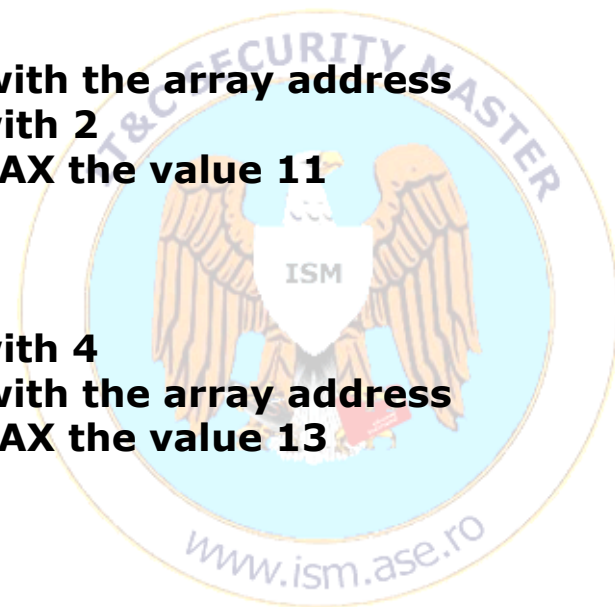 IT&C SECURITY MASTER
with the array address
with 2
AX the value 11
ISM
with 4
with the array address
AX the value 13
www.ism.ase.ro